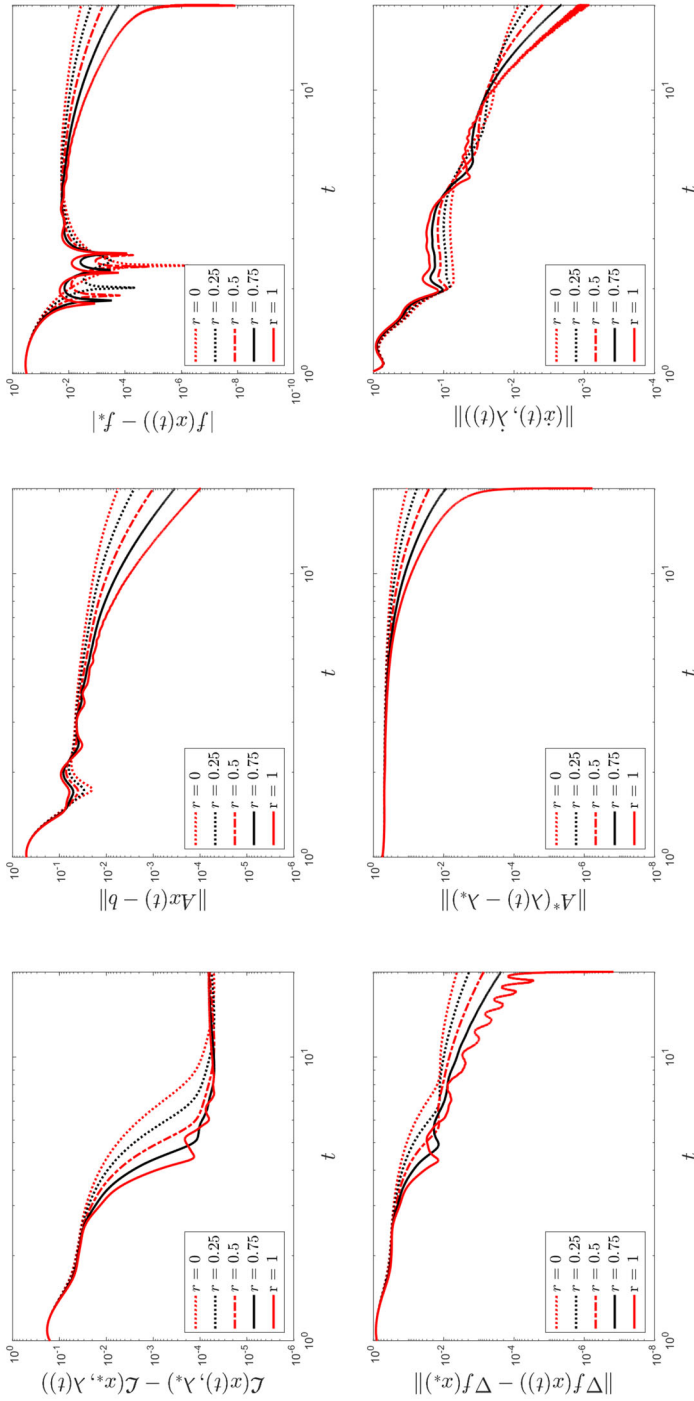 𝓛(x(t), λ_*) − 𝓛(x_*, λ(t))
10^0
10^-1
10^-2
10^-3
10^-4
10^-5
10^-6
r = 0
r = 0.25
r = 0.5
r = 0.75
r = 1
10^0
10^1
t
||Ax(t) − b||
10^0
10^-1
10^-2
10^-3
10^-4
10^-5
10^-6
r = 0
r = 0.25
r = 0.5
r = 0.75
r = 1
10^0
10^1
t
|f(x(t)) − f_*|
10^0
10^-2
10^-4
10^-6
10^-8
10^-10
r = 0
r = 0.25
r = 0.5
r = 0.75
r = 1
10^0
10^1
t
||∇f(x(t)) − ∇f(x_*)||
10^0
10^-2
10^-4
10^-6
10^-8
r = 0
r = 0.25
r = 0.5
r = 0.75
r = 1
10^0
10^1
t
||A^*(λ(t) − λ_*)||
10^0
10^-2
10^-4
10^-6
10^-8
r = 0
r = 0.25
r = 0.5
r = 0.75
r = 1
10^0
10^1
t
||(ẋ(t), λ̇(t))||
10^0
10^-1
10^-2
10^-3
10^-4
r = 0
r = 0.25
r = 0.5
r = 0.75
r = 1
10^0
10^1
t